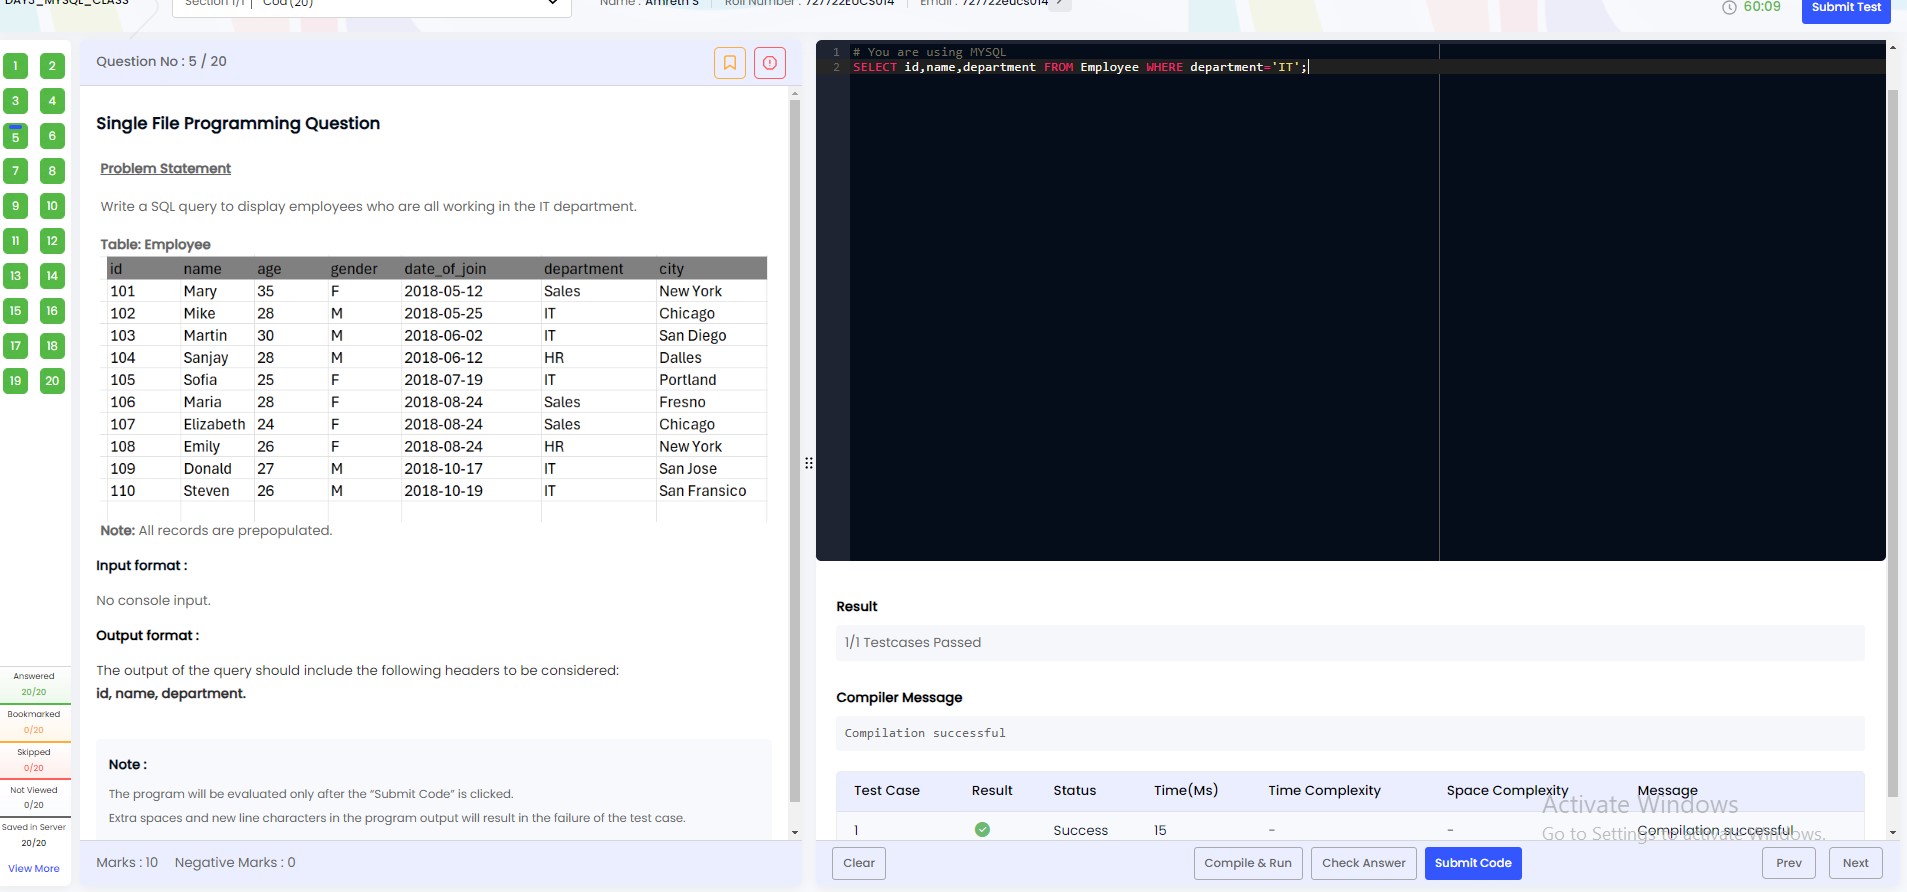 DAY3_MYSQL_CLASS
Section 1/1 | Cod (20)
Name : Amreth S
Roll Number : 727722EUCS014
Email : 727722eucs014
60:09
Submit Test
1 2
3 4
5 6
7 8
9 10
11 12
13 14
15 16
17 18
19 20
Answered
20/20
Bookmarked
0/20
Skipped
0/20
Not Viewed
0/20
Saved in Server
20/20
View More
Question No : 5 / 20
Single File Programming Question
Problem Statement
Write a SQL query to display employees who are all working in the IT department.
Table: Employee
id name age gender date_of_join department city
101 Mary 35 F 2018-05-12 Sales New York
102 Mike 28 M 2018-05-25 IT Chicago
103 Martin 30 M 2018-06-02 IT San Diego
104 Sanjay 28 M 2018-06-12 HR Dalles
105 Sofia 25 F 2018-07-19 IT Portland
106 Maria 28 F 2018-08-24 Sales Fresno
107 Elizabeth 24 F 2018-08-24 Sales Chicago
108 Emily 26 F 2018-08-24 HR New York
109 Donald 27 M 2018-10-17 IT San Jose
110 Steven 26 M 2018-10-19 IT San Fransico
Note: All records are prepopulated.
Input format :
No console input.
Output format :
The output of the query should include the following headers to be considered:
id, name, department.
Note :
The program will be evaluated only after the “Submit Code” is clicked.
Extra spaces and new line characters in the program output will result in the failure of the test case.
Marks : 10 Negative Marks : 0
1 # You are using MYSQL
2 SELECT id,name,department FROM Employee WHERE department='IT';
Result
1/1 Testcases Passed
Compiler Message
Compilation successful
Test Case Result Status Time(Ms) Time Complexity Space Complexity Message
1 Success 15 - - Compilation successful
Activate Windows
Go to Settings to activate Windows.
Clear
Compile & Run
Check Answer
Submit Code
Prev
Next